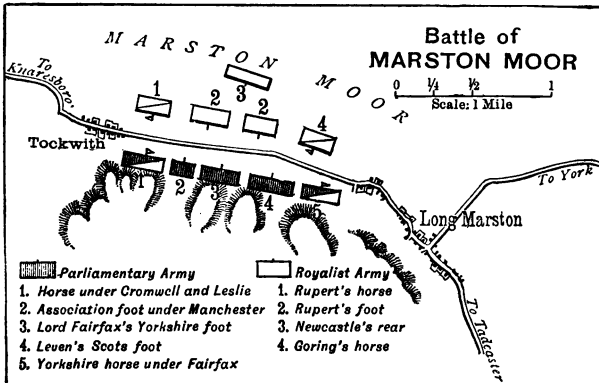 Battle of
MARSTON MOOR
0 ¼ ½ 1
Scale: 1 Mile
MARSTON MOOR
To Knaresboro.
Tockwith
1
3
2
2
4
1
2
3
4
5
To York
Long Marston
To Tadcaster
Parliamentary Army
1. Horse under Cromwell and Leslie
2. Association foot under Manchester
3. Lord Fairfax's Yorkshire foot
4. Leven's Scots foot
5. Yorkshire horse under Fairfax
Royalist Army
1. Rupert's horse
2. Rupert's foot
3. Newcastle's rear
4. Goring's horse